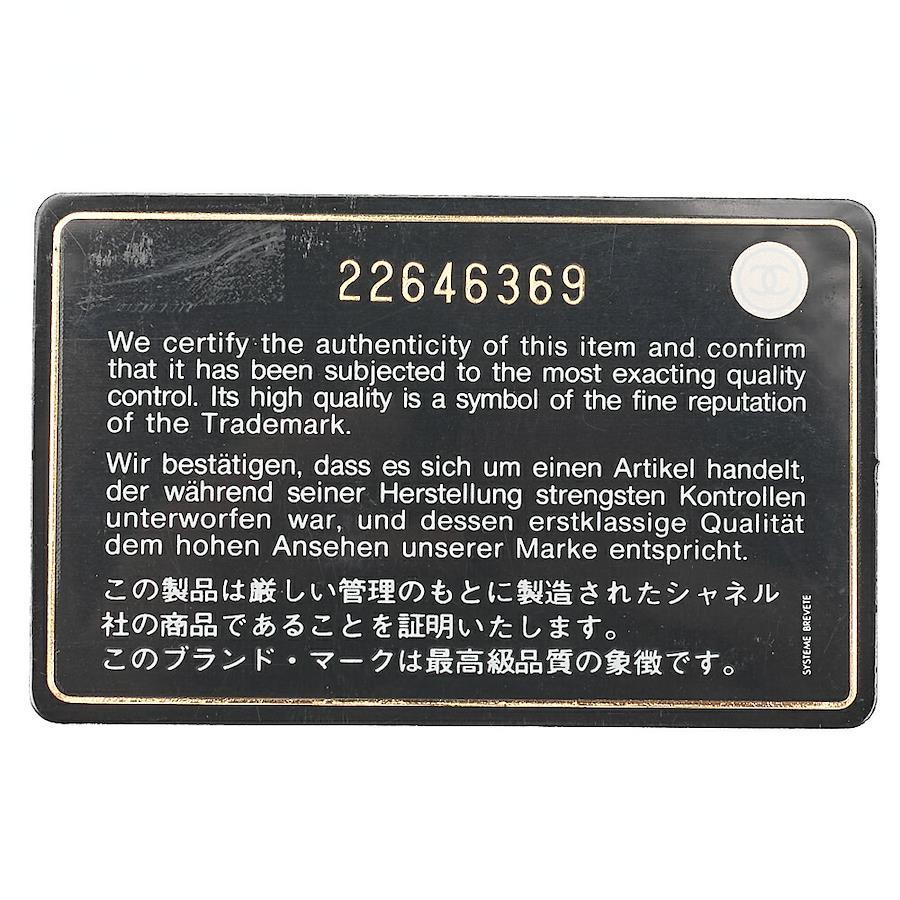 22646369
We certify the authenticity of this item and confirm
that it has been subjected to the most exacting quality
control. Its high quality is a symbol of the fine reputation
of the Trademark.
Wir bestätigen, dass es sich um einen Artikel handelt,
der während seiner Herstellung strengsten Kontrollen
unterworfen war, und dessen erstklassige Qualität
dem hohen Ansehen unserer Marke entspricht.
この製品は厳しい管理のもとに製造されたシャネル
社の商品であることを証明いたします。
このブランド・マークは最高級品質の象徴です。
SYSTEME BREVETE